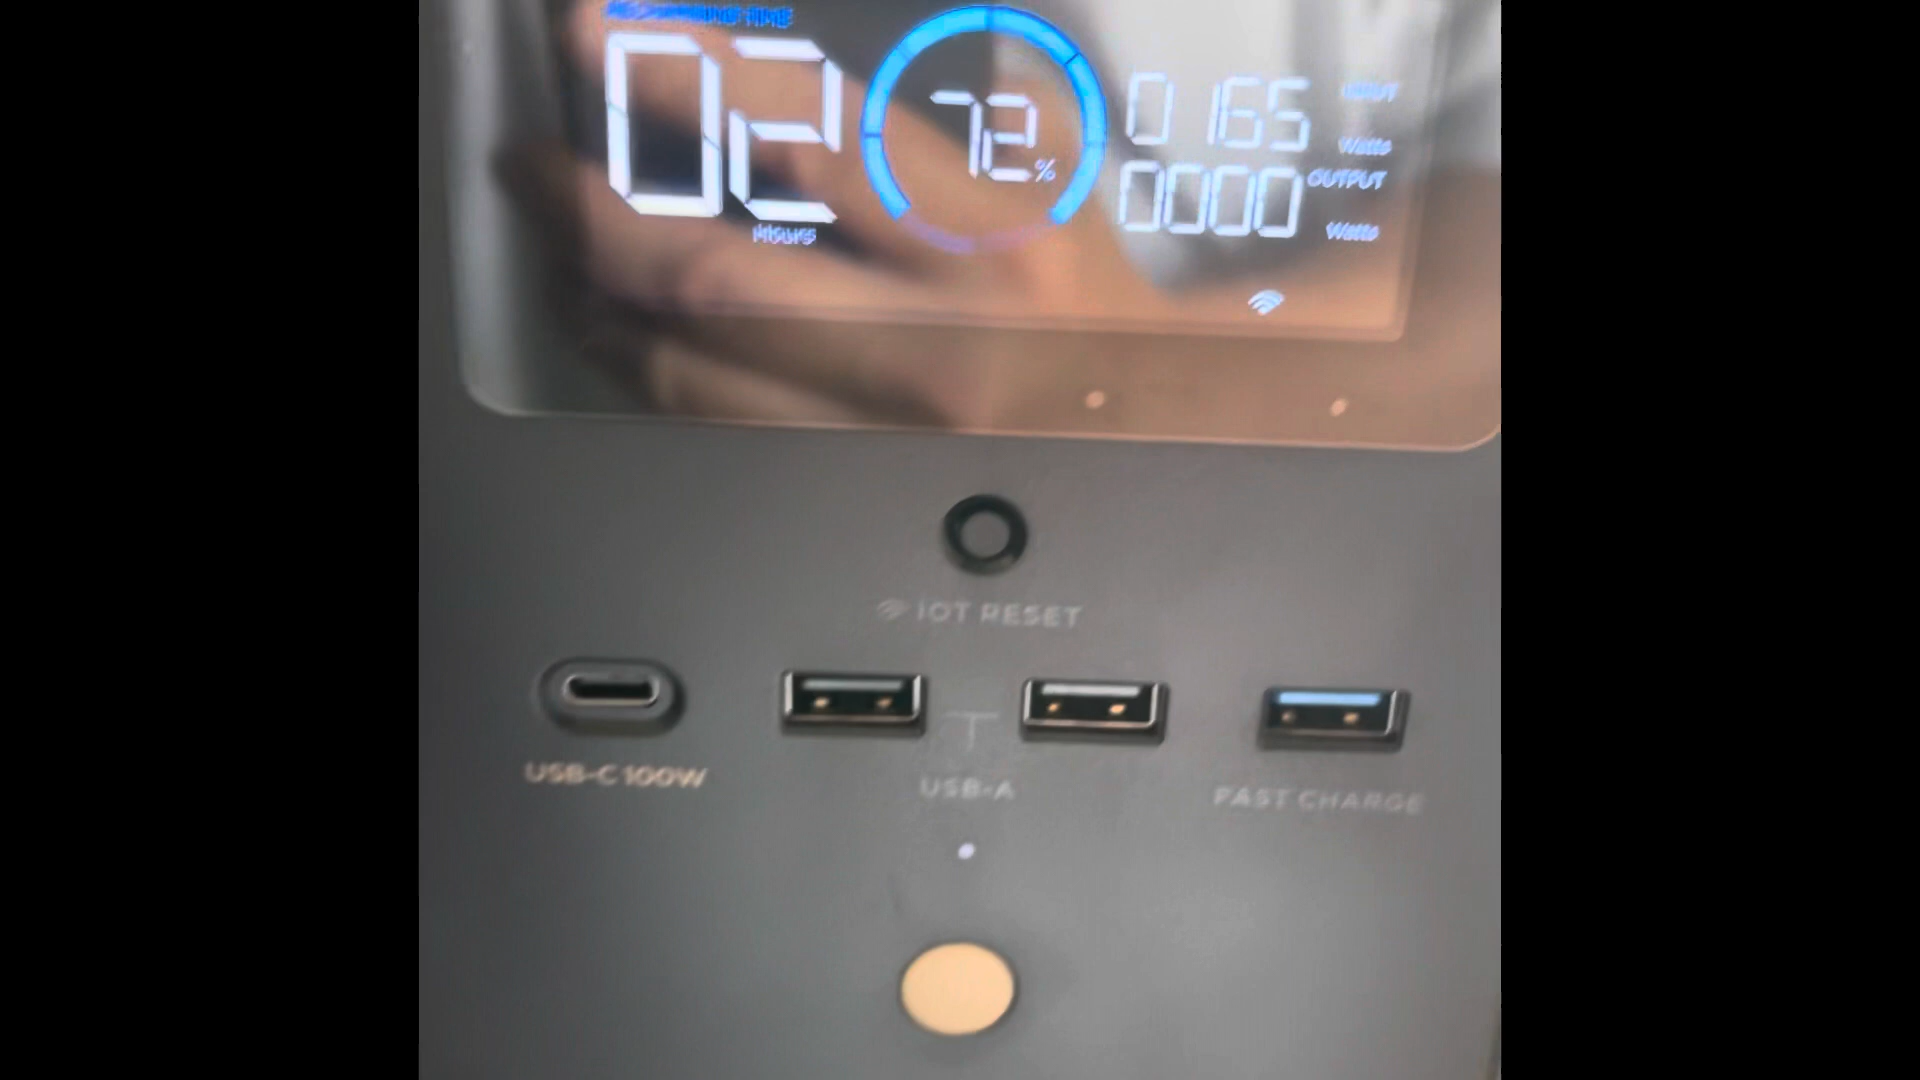 02
Hours
72%
0165 INPUT
Watts
0000 OUTPUT
Watts
IOT RESET
USB-C 100W
USB-A
FAST CHARGE